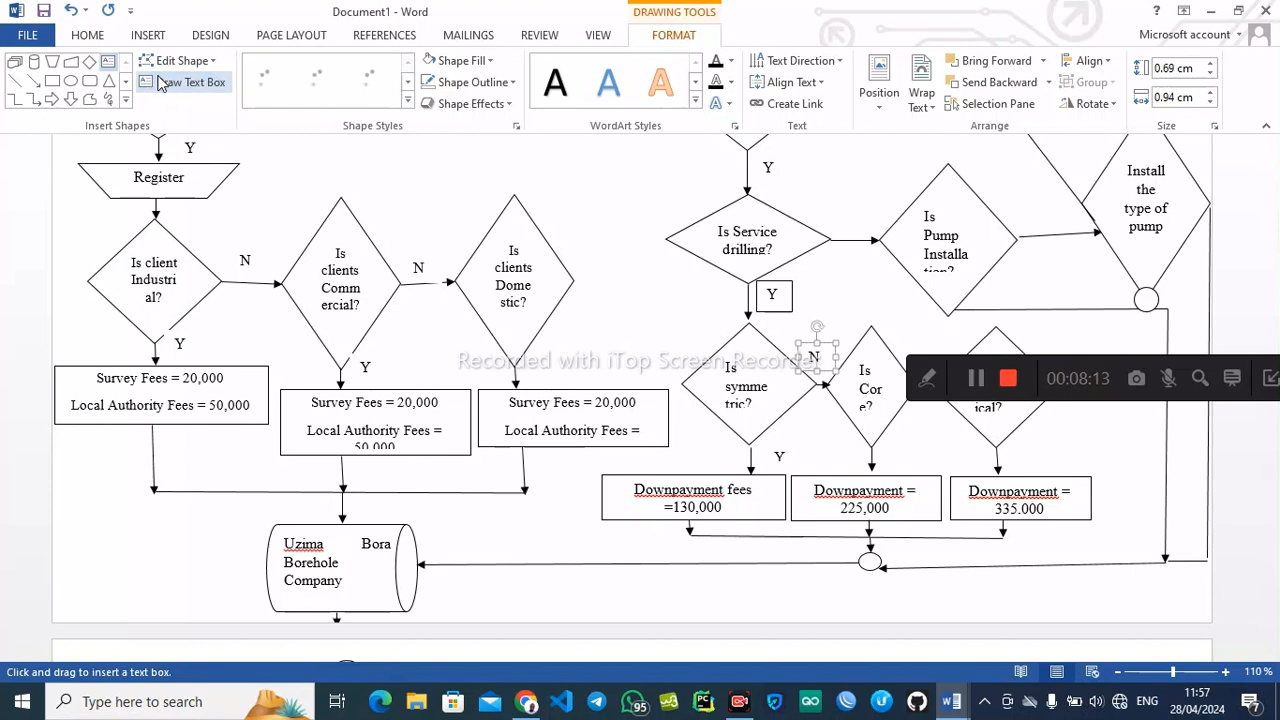 Document1 - Word
DRAWING TOOLS
FILE
HOME
INSERT
DESIGN
PAGE LAYOUT
REFERENCES
MAILINGS
REVIEW
VIEW
FORMAT
Microsoft account
Edit Shape
Draw Text Box
Insert Shapes
Shape Fill
Shape Outline
Shape Effects
Shape Styles
A A A
WordArt Styles
Text Direction
Align Text
Create Link
Text
Position
Wrap
Text
Bring Forward
Send Backward
Selection Pane
Align
Group
Rotate
Arrange
0.69 cm
0.94 cm
Size
Y
Register
Is client
Industri
al?
N
Is
clients
Comm
ercial?
N
Is
clients
Dome
stic?
Y
Y
Survey Fees = 20,000
Local Authority Fees = 50,000
Survey Fees = 20,000
Local Authority Fees =
50,000
Survey Fees = 20,000
Local Authority Fees =
Uzima Bora
Borehole
Company
Y
Is Service
drilling?
Is
Pump
Installa
tion?
Install
the
type of
pump
Y
Is
symme
tric?
N
Is
Cor
e?
ical?
Y
Downpayment fees
=130,000
Downpayment =
225,000
Downpayment =
335.000
Recorded with iTop Screen Recorder
00:08:13
Click and drag to insert a text box.
110 %
Type here to search
95
ENG
11:57
28/04/2024
7